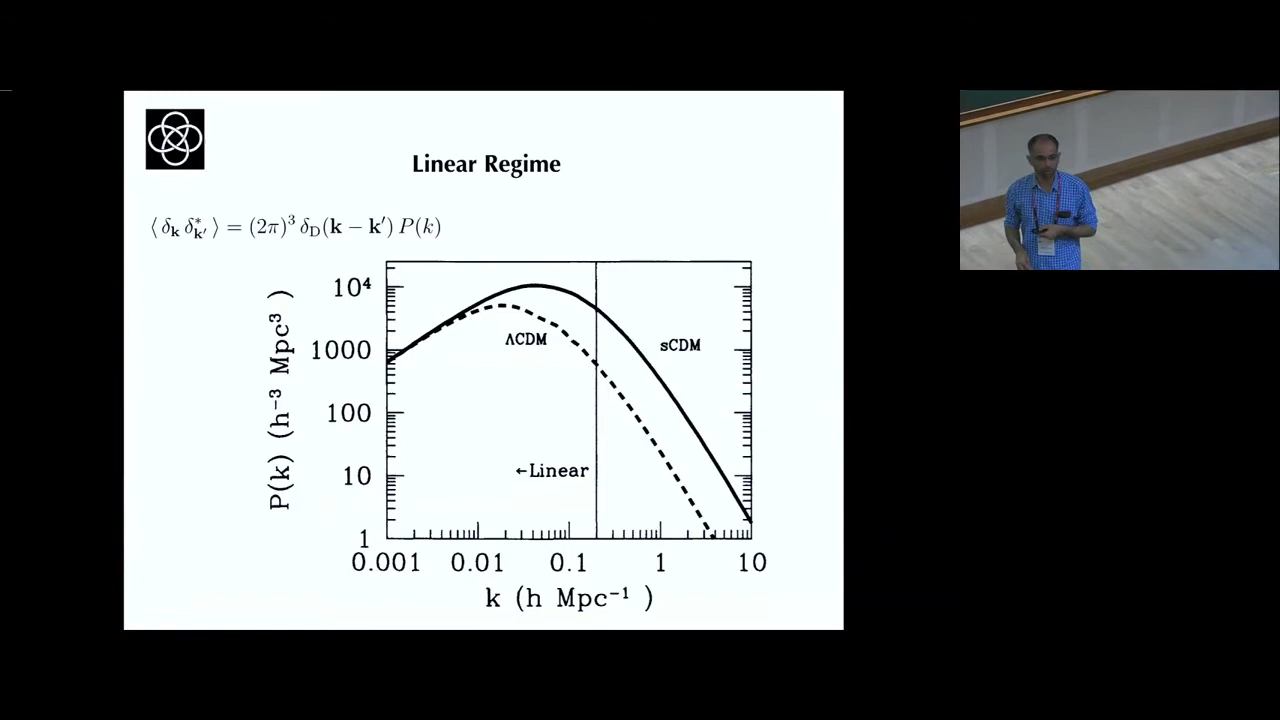 Linear Regime
⟨ δ_𝐤 δ*_𝐤′ ⟩ = (2π)³ δ_D(𝐤 − 𝐤′) P(k)
P(k) (h⁻³ Mpc³ )
10⁴
1000
100
10
1
ΛCDM
sCDM
←Linear
0.001 0.01 0.1 1 10
k (h Mpc⁻¹ )